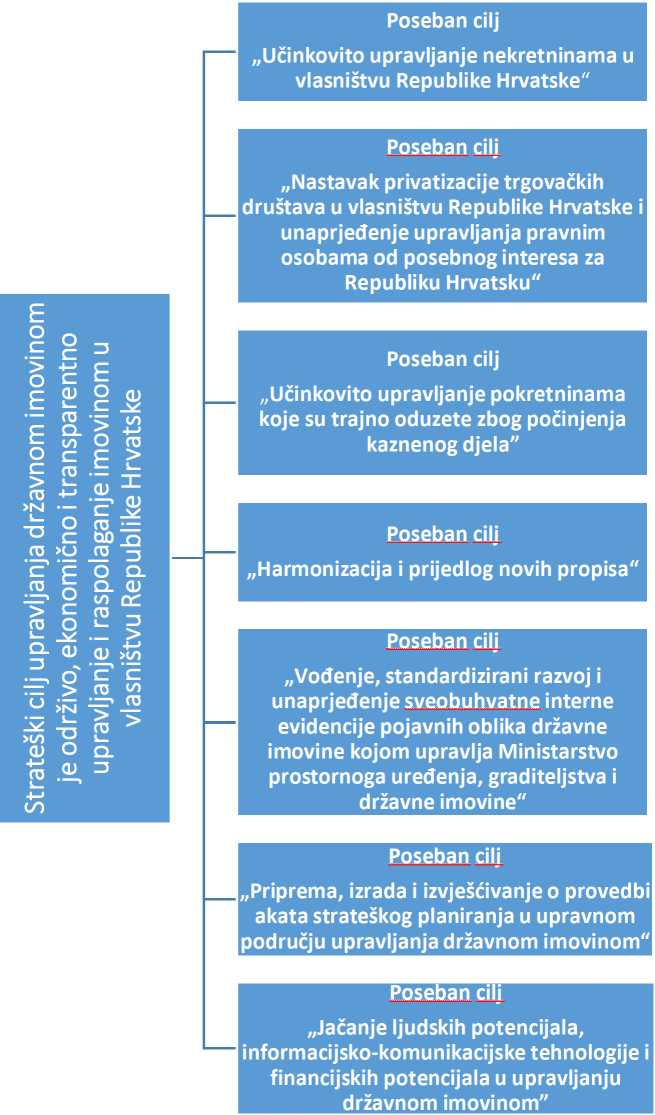 Strateški cilj upravljanja državnom imovinom
je održivo, ekonomično i transparentno
upravljanje i raspolaganje imovinom u
vlasništvu Republike Hrvatske
Poseban cilj
„Učinkovito upravljanje nekretninama u
vlasništvu Republike Hrvatske“
Poseban cilj
„Nastavak privatizacije trgovačkih
društava u vlasništvu Republike Hrvatske i
unaprjeđenje upravljanja pravnim
osobama od posebnog interesa za
Republiku Hrvatsku“
Poseban cilj
„Učinkovito upravljanje pokretninama
koje su trajno oduzete zbog počinjenja
kaznenog djela”
Poseban cilj
„Harmonizacija i prijedlog novih propisa“
Poseban cilj
„Vođenje, standardizirani razvoj i
unaprjeđenje sveobuhvatne interne
evidencije pojavnih oblika državne
imovine kojom upravlja Ministarstvo
prostornoga uređenja, graditeljstva i
državne imovine“
Poseban cilj
„Priprema, izrada i izvješćivanje o provedbi
akata strateškog planiranja u upravnom
području upravljanja državnom imovinom“
Poseban cilj
„Jačanje ljudskih potencijala,
informacijsko-komunikacijske tehnologije i
financijskih potencijala u upravljanju
državnom imovinom”